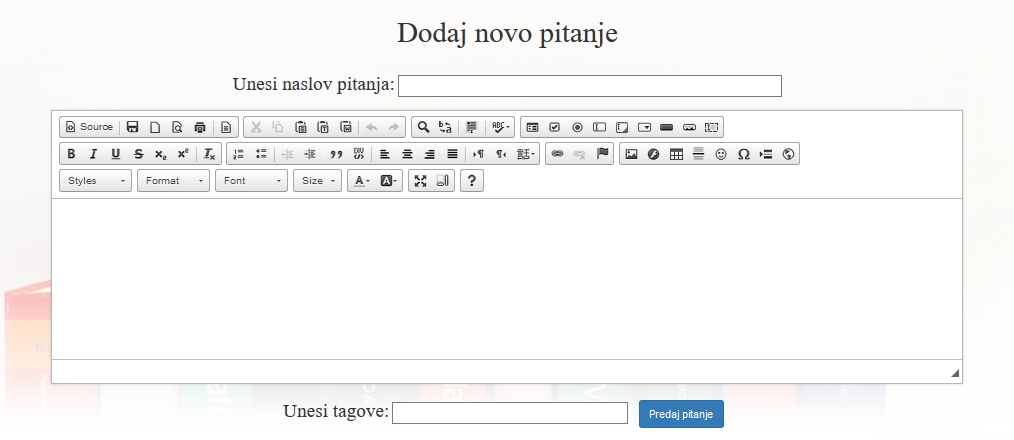 Dodaj novo pitanje
Unesi naslov pitanja:
Source
Styles Format Font Size
Unesi tagove: Predaj pitanje